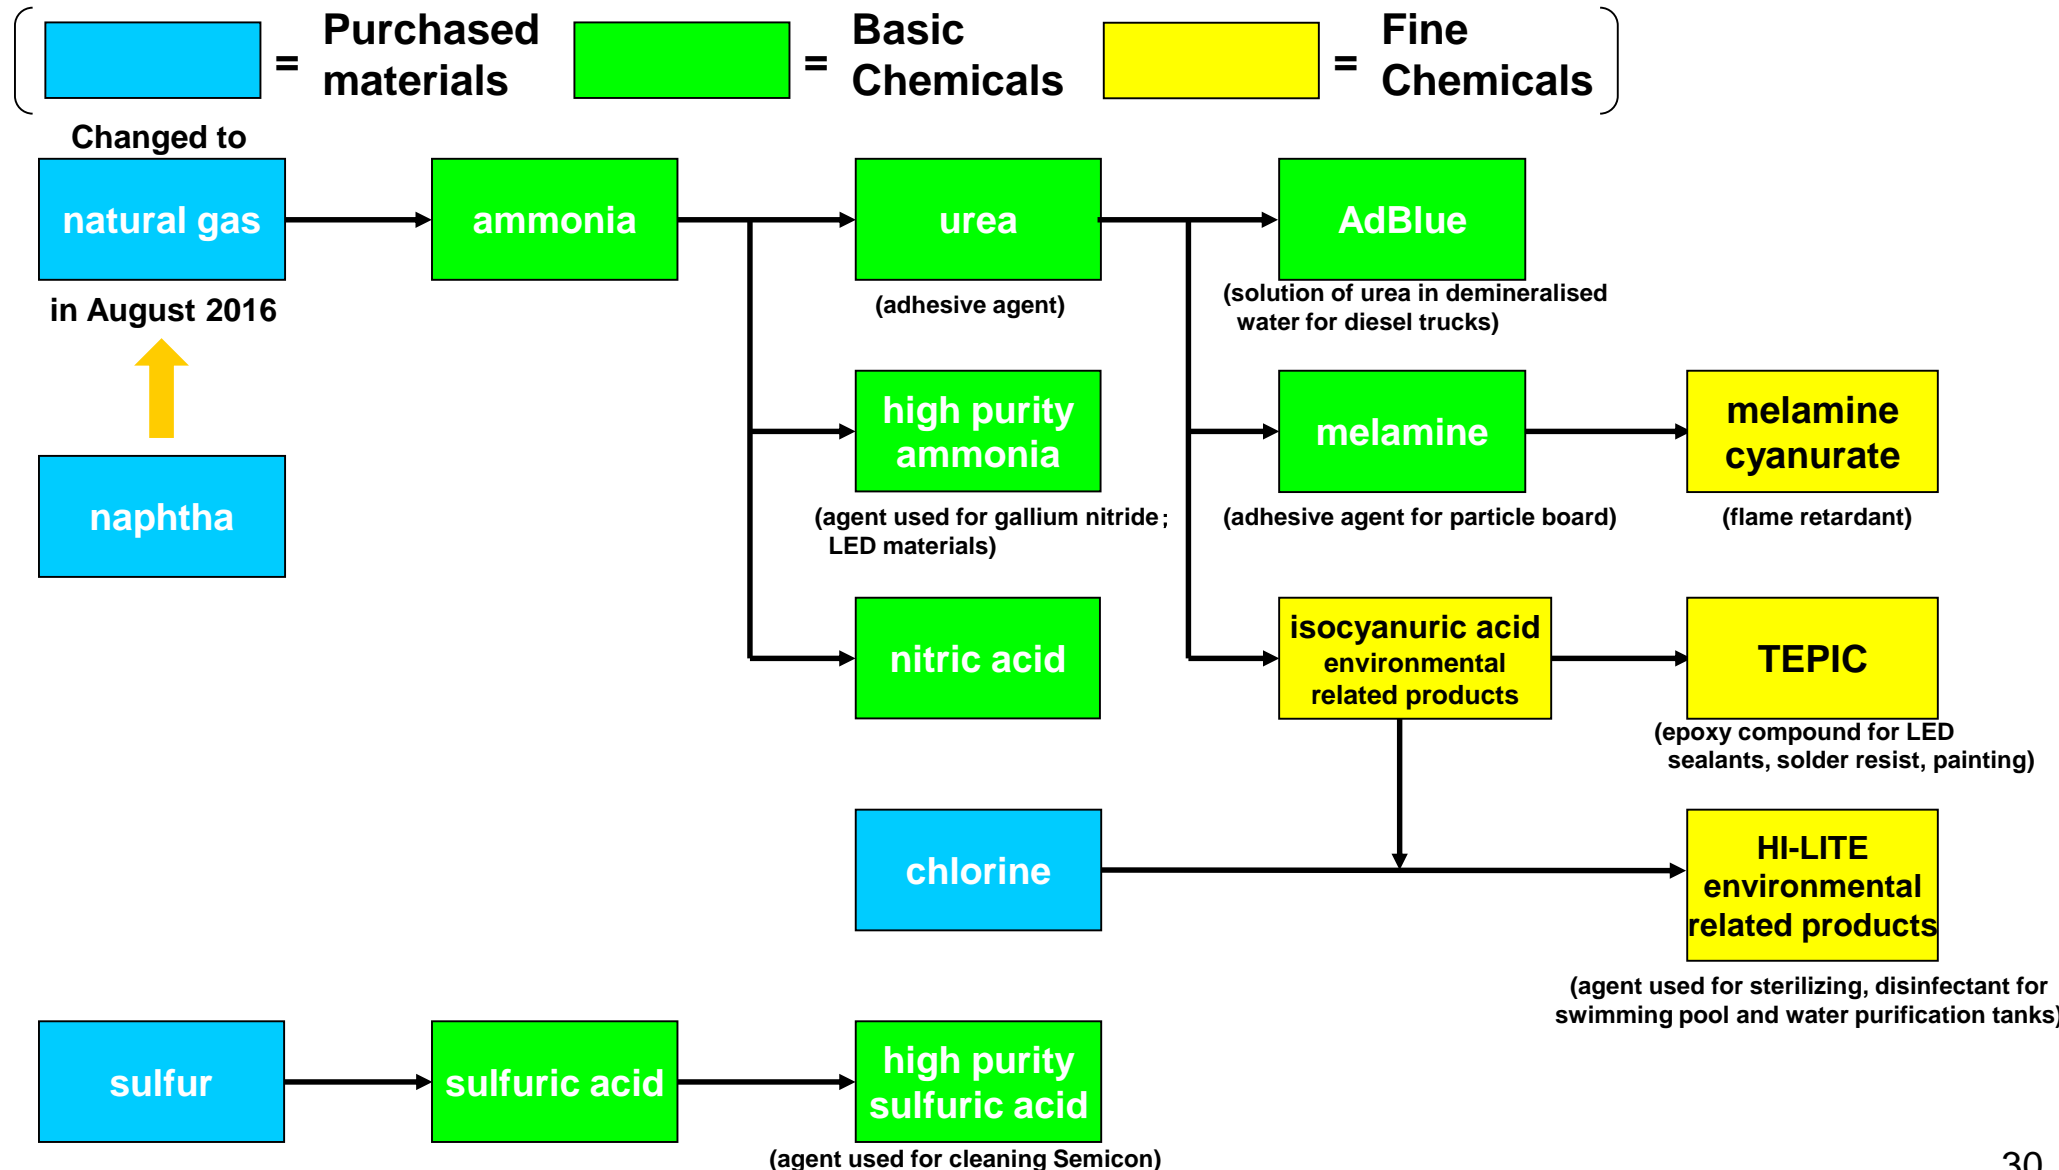 = Purchased materials
= Basic Chemicals
= Fine Chemicals
Changed to
natural gas
in August 2016
naphtha
ammonia
urea
(adhesive agent)
AdBlue
(solution of urea in demineralised
water for diesel trucks)
high purity
ammonia
(agent used for gallium nitride;
LED materials)
melamine
(adhesive agent for particle board)
melamine
cyanurate
(flame retardant)
nitric acid
isocyanuric acid
environmental
related products
TEPIC
(epoxy compound for LED
sealants, solder resist, painting)
chlorine
HI-LITE
environmental
related products
(agent used for sterilizing, disinfectant for
swimming pool and water purification tanks)
sulfur
sulfuric acid
high purity
sulfuric acid
(agent used for cleaning Semicon)
30